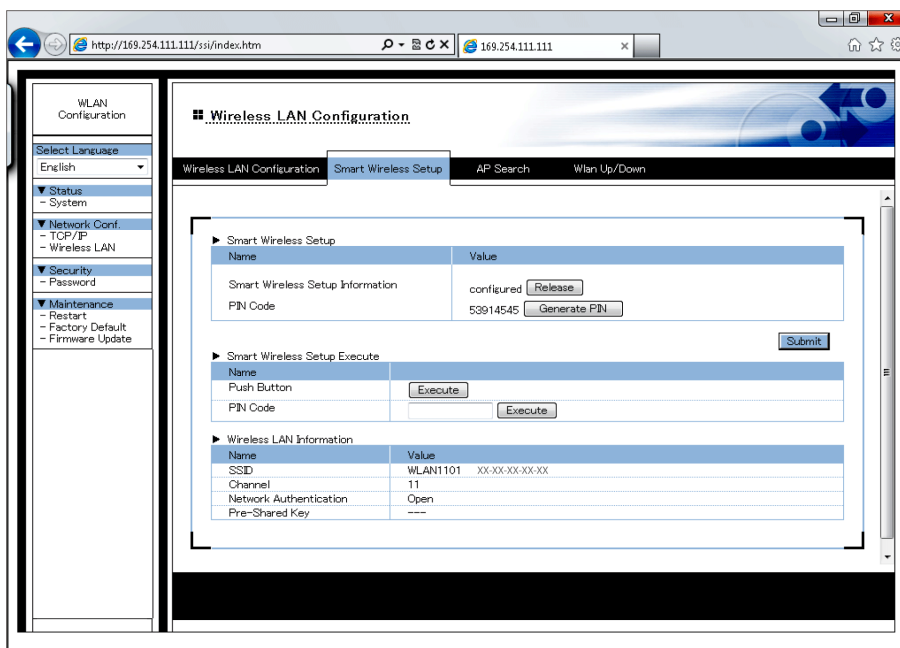 http://169.254.111.111/ssi/index.htm
169.254.111.111
WLAN
Configuration
Select Language
English
▼ Status
- System
▼ Network Conf.
- TCP/IP
- Wireless LAN
▼ Security
- Password
▼ Maintenance
- Restart
- Factory Default
- Firmware Update
Wireless LAN Configuration
Wireless LAN Configuration Smart Wireless Setup AP Search Wlan Up/Down
► Smart Wireless Setup
Name Value
Smart Wireless Setup Information configured Release
PIN Code 53914545 Generate PIN
Submit
► Smart Wireless Setup Execute
Name
Push Button Execute
PIN Code Execute
► Wireless LAN Information
Name Value
SSID WLAN1101 XX-XX-XX-XX-XX
Channel 11
Network Authentication Open
Pre-Shared Key ---